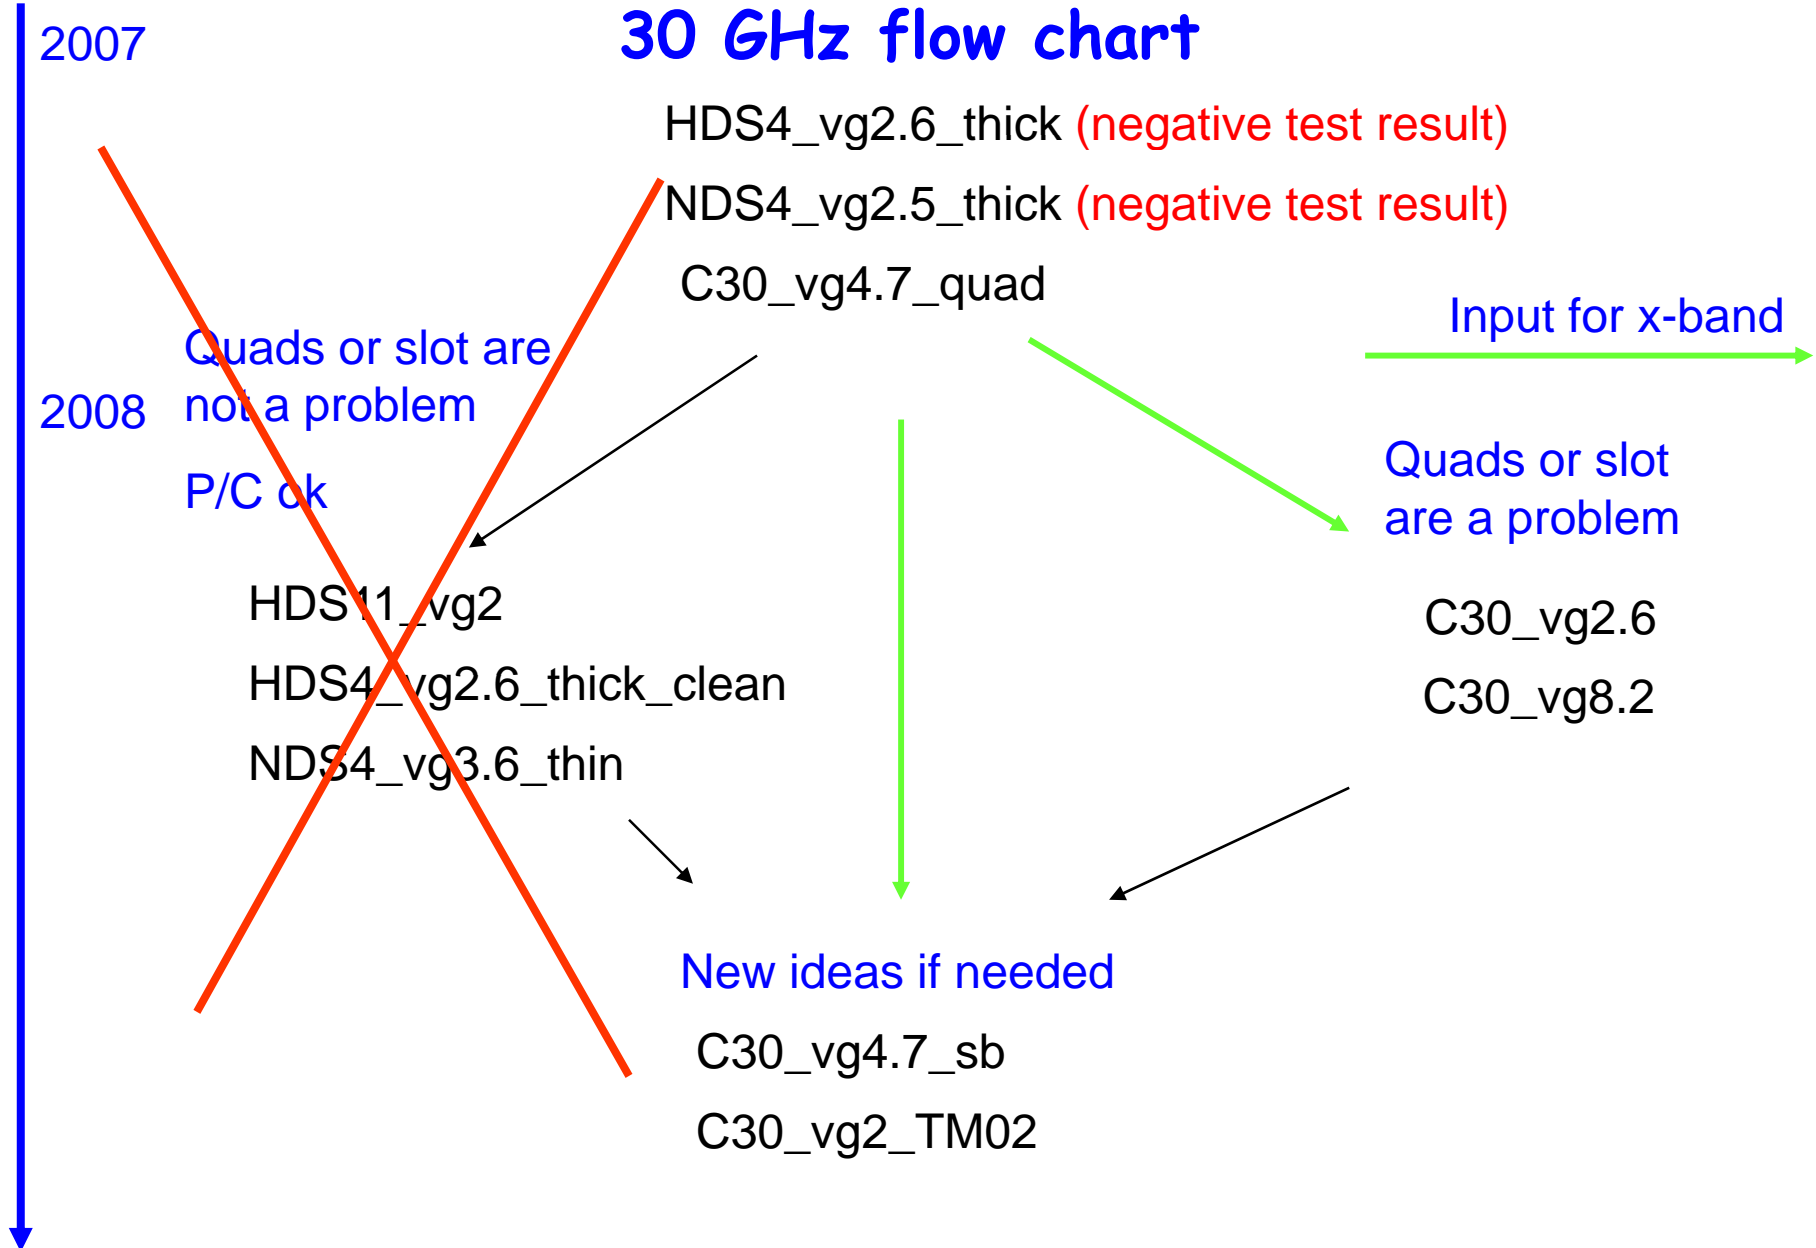 2007
30 GHz flow chart
HDS4_vg2.6_thick (negative test result)
NDS4_vg2.5_thick (negative test result)
C30_vg4.7_quad
Input for x-band
Quads or slot are
not a problem
2008
P/C ok
Quads or slot
are a problem
HDS11_vg2
HDS4_vg2.6_thick_clean
NDS4_vg3.6_thin
C30_vg2.6
C30_vg8.2
New ideas if needed
C30_vg4.7_sb
C30_vg2_TM02